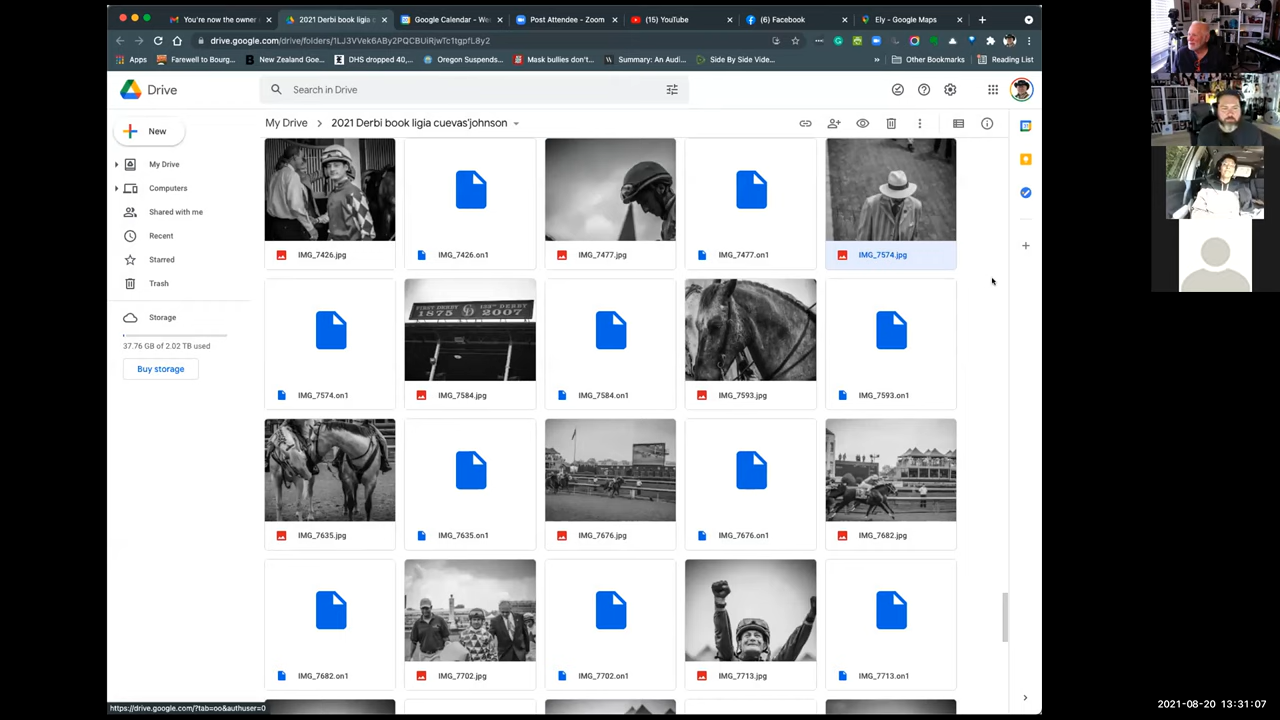 You're now the owner
2021 Derbi book ligia c
Google Calendar - We
Post Attendee - Zoom
(15) YouTube
(6) Facebook
Ely - Google Maps
drive.google.com/drive/folders/1LJ3VVek6ABy2PQCBUiRjwTc1tgpfL8y2
Apps
Farewell to Bourg...
New Zealand Goe...
DHS dropped 40,...
Oregon Suspends...
Mask bullies don't...
Summary: An Audi...
Side By Side Vide...
»
Other Bookmarks
Reading List
Drive
Search in Drive
New
My Drive > 2021 Derbi book ligia cuevas'johnson
My Drive
Computers
Shared with me
Recent
Starred
Trash
Storage
37.76 GB of 2.02 TB used
Buy storage
IMG_7426.jpg
IMG_7426.on1
IMG_7477.jpg
IMG_7477.on1
IMG_7574.jpg
FIRST DERBY
1875
2007
IMG_7574.on1
IMG_7584.jpg
IMG_7584.on1
IMG_7593.jpg
IMG_7593.on1
IMG_7635.jpg
IMG_7635.on1
IMG_7676.jpg
IMG_7676.on1
IMG_7682.jpg
IMG_7682.on1
IMG_7702.jpg
IMG_7702.on1
IMG_7713.jpg
IMG_7713.on1
https://drive.google.com/?tab=oo&authuser=0
2021-08-20 13:31:07